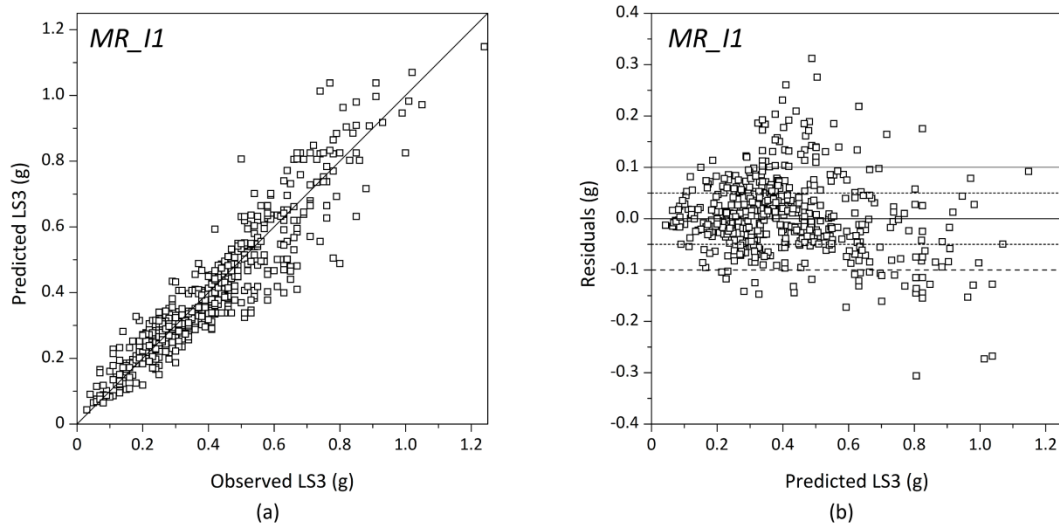 MR_I1
1.2
1.0
0.8
0.6
0.4
0.2
0
Predicted LS3 (g)
0 0.2 0.4 0.6 0.8 1.0 1.2
Observed LS3 (g)
(a)
MR_I1
0.4
0.3
0.2
0.1
0.0
-0.1
-0.2
-0.3
-0.4
Residuals (g)
0 0.2 0.4 0.6 0.8 1.0 1.2
Predicted LS3 (g)
(b)